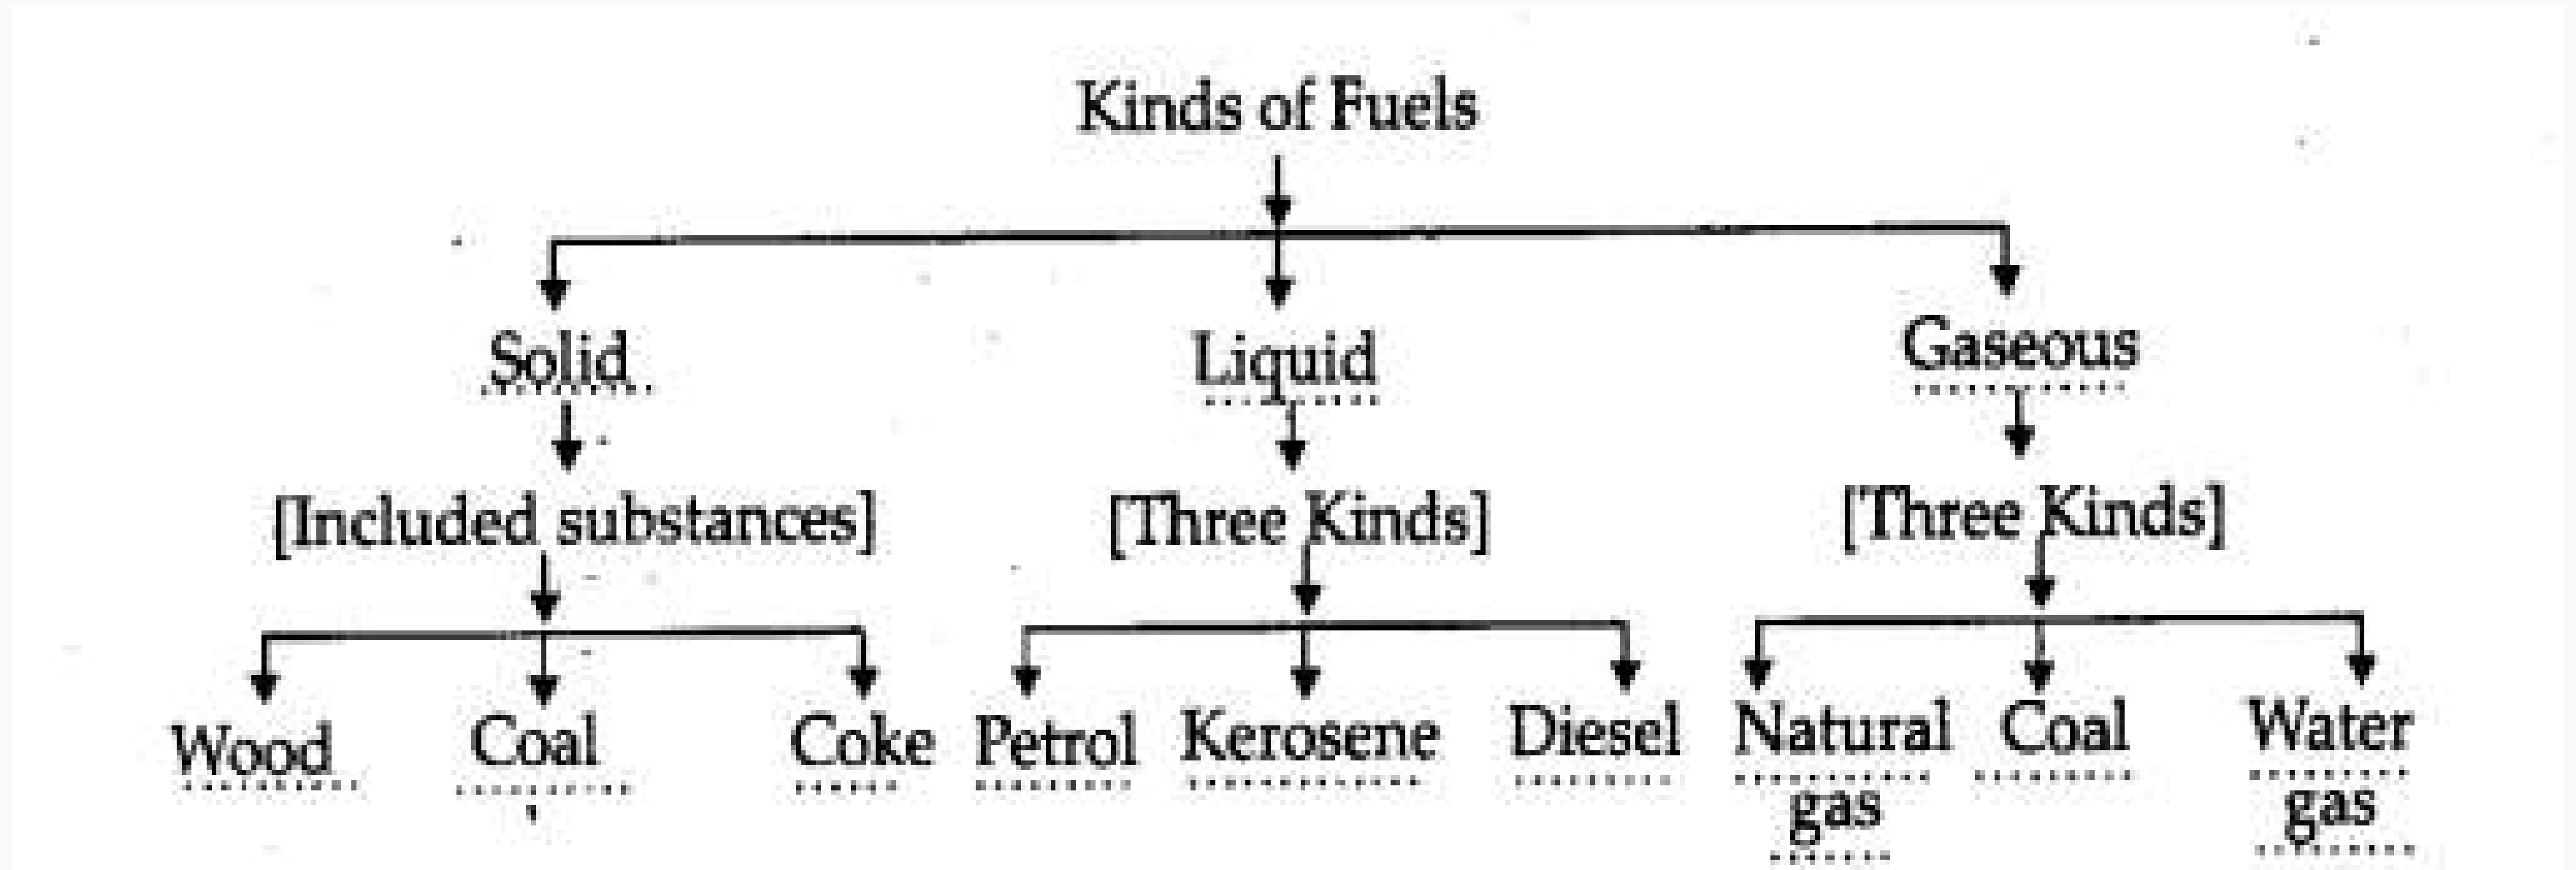 Kinds of Fuels
Solid Liquid Gaseous
[Included substances] [Three Kinds] [Three Kinds]
Wood Coal Coke Petrol Kerosene Diesel Natural Coal Water
gas gas